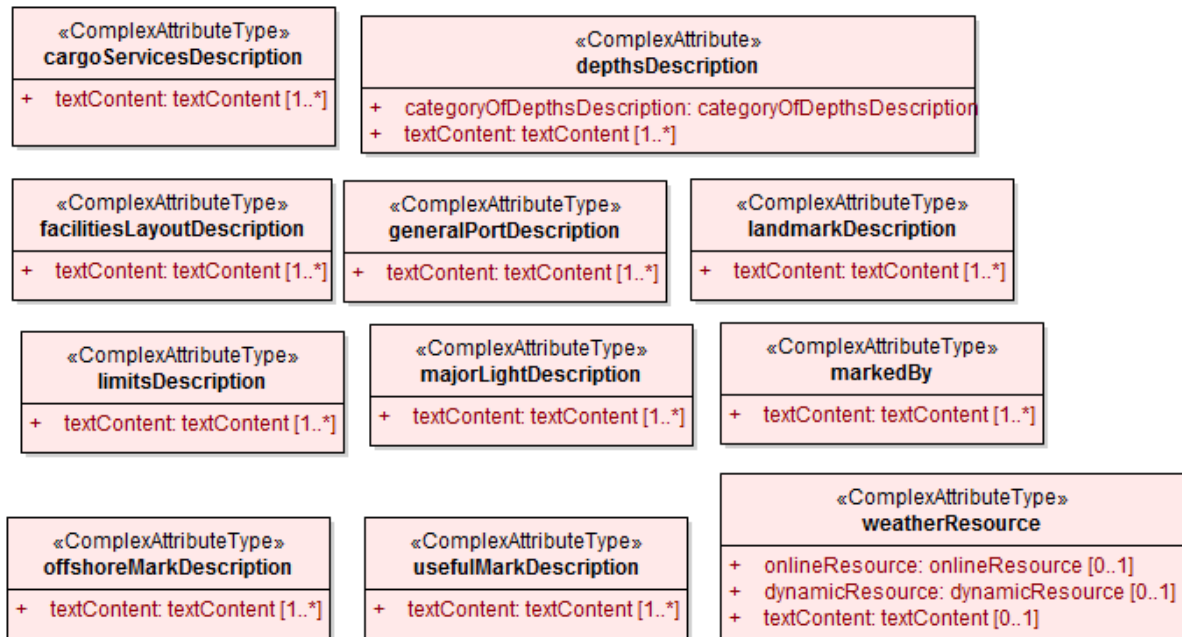 «ComplexAttributeType»
cargoServicesDescription
+ textContent: textContent [1..*]
«ComplexAttribute»
depthsDescription
+ categoryOfDepthsDescription: categoryOfDepthsDescription
+ textContent: textContent [1..*]
«ComplexAttributeType»
facilitiesLayoutDescription
+ textContent: textContent [1..*]
«ComplexAttributeType»
generalPortDescription
+ textContent: textContent [1..*]
«ComplexAttributeType»
landmarkDescription
+ textContent: textContent [1..*]
«ComplexAttributeType»
limitsDescription
+ textContent: textContent [1..*]
«ComplexAttributeType»
majorLightDescription
+ textContent: textContent [1..*]
«ComplexAttributeType»
markedBy
+ textContent: textContent [1..*]
«ComplexAttributeType»
offshoreMarkDescription
+ textContent: textContent [1..*]
«ComplexAttributeType»
usefulMarkDescription
+ textContent: textContent [1..*]
«ComplexAttributeType»
weatherResource
+ onlineResource: onlineResource [0..1]
+ dynamicResource: dynamicResource [0..1]
+ textContent: textContent [0..1]